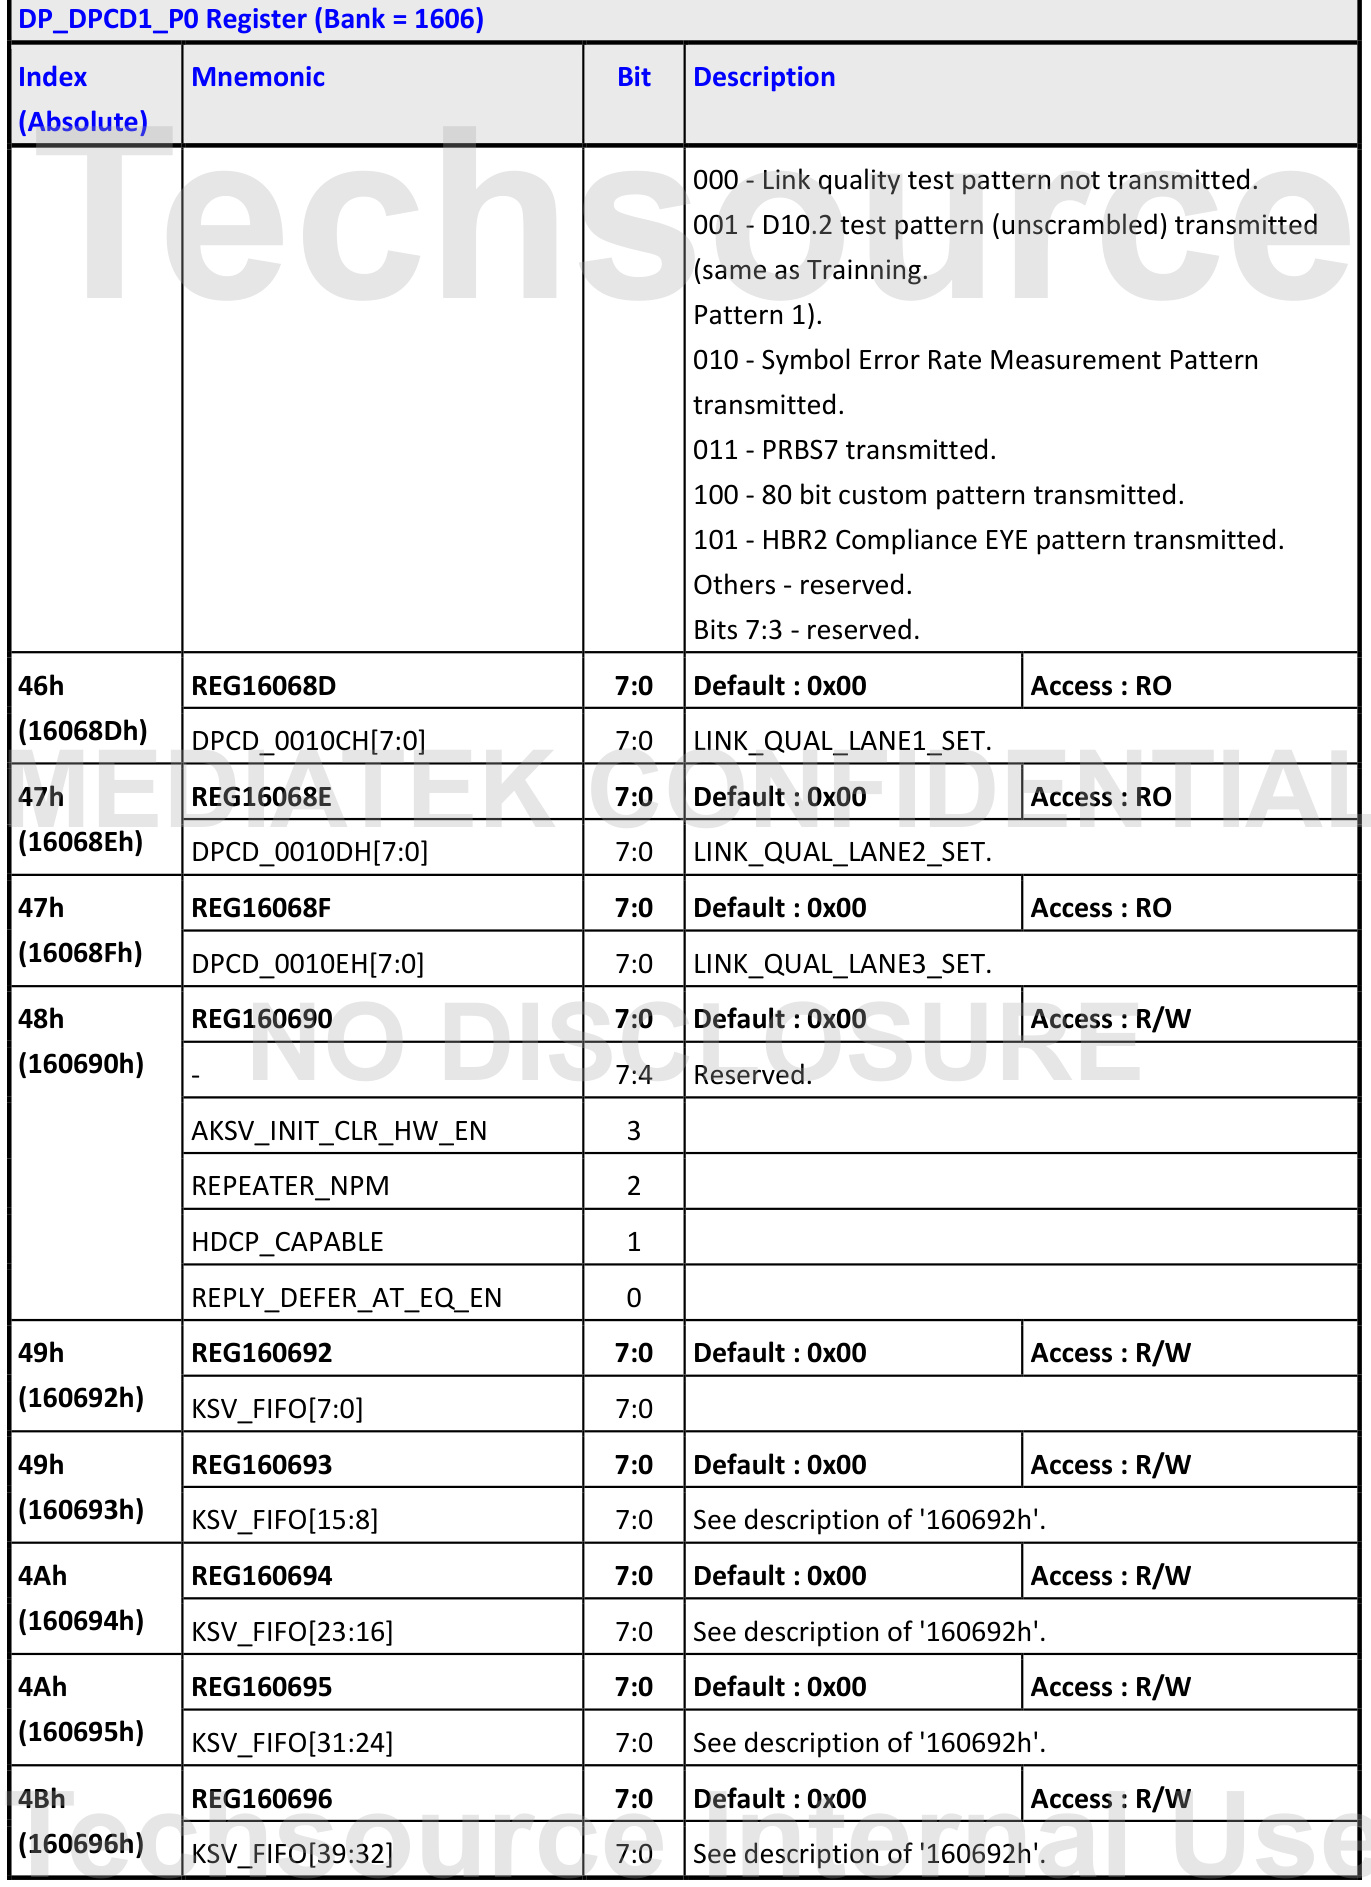 DP_DPCD1_P0 Register (Bank = 1606)
Index (Absolute) Mnemonic Bit Description
000 - Link quality test pattern not transmitted.
001 - D10.2 test pattern (unscrambled) transmitted
(same as Trainning.
Pattern 1).
010 - Symbol Error Rate Measurement Pattern
transmitted.
011 - PRBS7 transmitted.
100 - 80 bit custom pattern transmitted.
101 - HBR2 Compliance EYE pattern transmitted.
Others - reserved.
Bits 7:3 - reserved.
46h REG16068D 7:0 Default : 0x00 Access : RO
(16068Dh) DPCD_0010CH[7:0] 7:0 LINK_QUAL_LANE1_SET.
47h REG16068E 7:0 Default : 0x00 Access : RO
(16068Eh) DPCD_0010DH[7:0] 7:0 LINK_QUAL_LANE2_SET.
47h REG16068F 7:0 Default : 0x00 Access : RO
(16068Fh) DPCD_0010EH[7:0] 7:0 LINK_QUAL_LANE3_SET.
48h REG160690 7:0 Default : 0x00 Access : R/W
(160690h) - 7:4 Reserved.
AKSV_INIT_CLR_HW_EN 3
REPEATER_NPM 2
HDCP_CAPABLE 1
REPLY_DEFER_AT_EQ_EN 0
49h REG160692 7:0 Default : 0x00 Access : R/W
(160692h) KSV_FIFO[7:0] 7:0
49h REG160693 7:0 Default : 0x00 Access : R/W
(160693h) KSV_FIFO[15:8] 7:0 See description of '160692h'.
4Ah REG160694 7:0 Default : 0x00 Access : R/W
(160694h) KSV_FIFO[23:16] 7:0 See description of '160692h'.
4Ah REG160695 7:0 Default : 0x00 Access : R/W
(160695h) KSV_FIFO[31:24] 7:0 See description of '160692h'.
4Bh REG160696 7:0 Default : 0x00 Access : R/W
(160696h) KSV_FIFO[39:32] 7:0 See description of '160692h'.
Techsource
MEDIATEK CONFIDENTIAL
NO DISCLOSURE
Techsource Internal Use